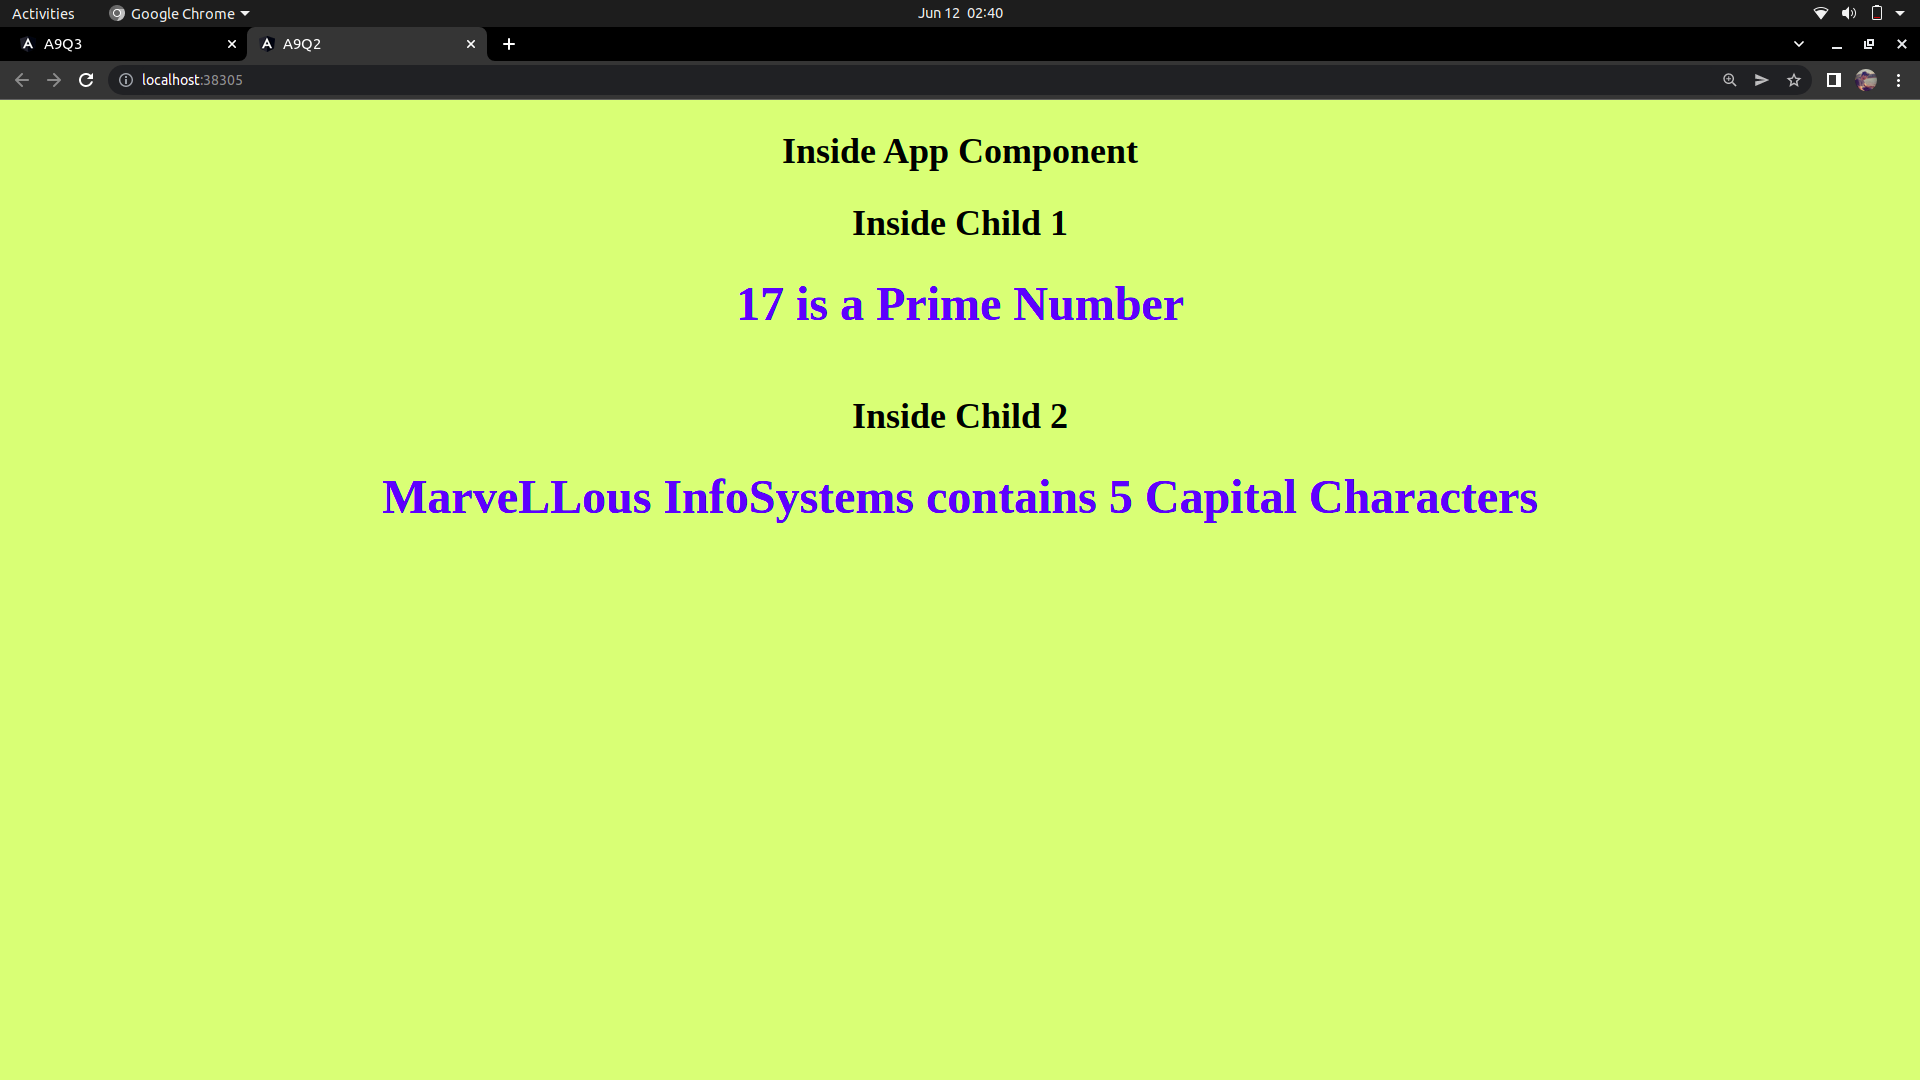 Activities Google Chrome Jun 12 02:40
A9Q3 A9Q2
localhost:38305
Inside App Component
Inside Child 1
17 is a Prime Number
Inside Child 2
MarveLLous InfoSystems contains 5 Capital Characters